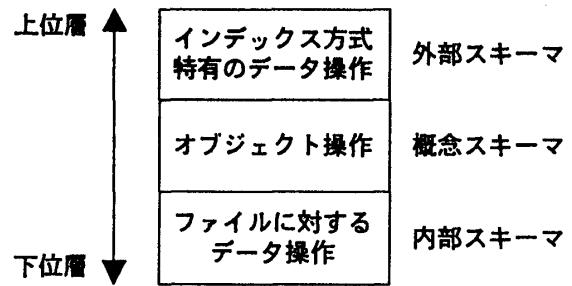 上位層
インデックス方式
特有のデータ操作
外部スキーマ
オブジェクト操作
概念スキーマ
ファイルに対する
データ操作
内部スキーマ
下位層